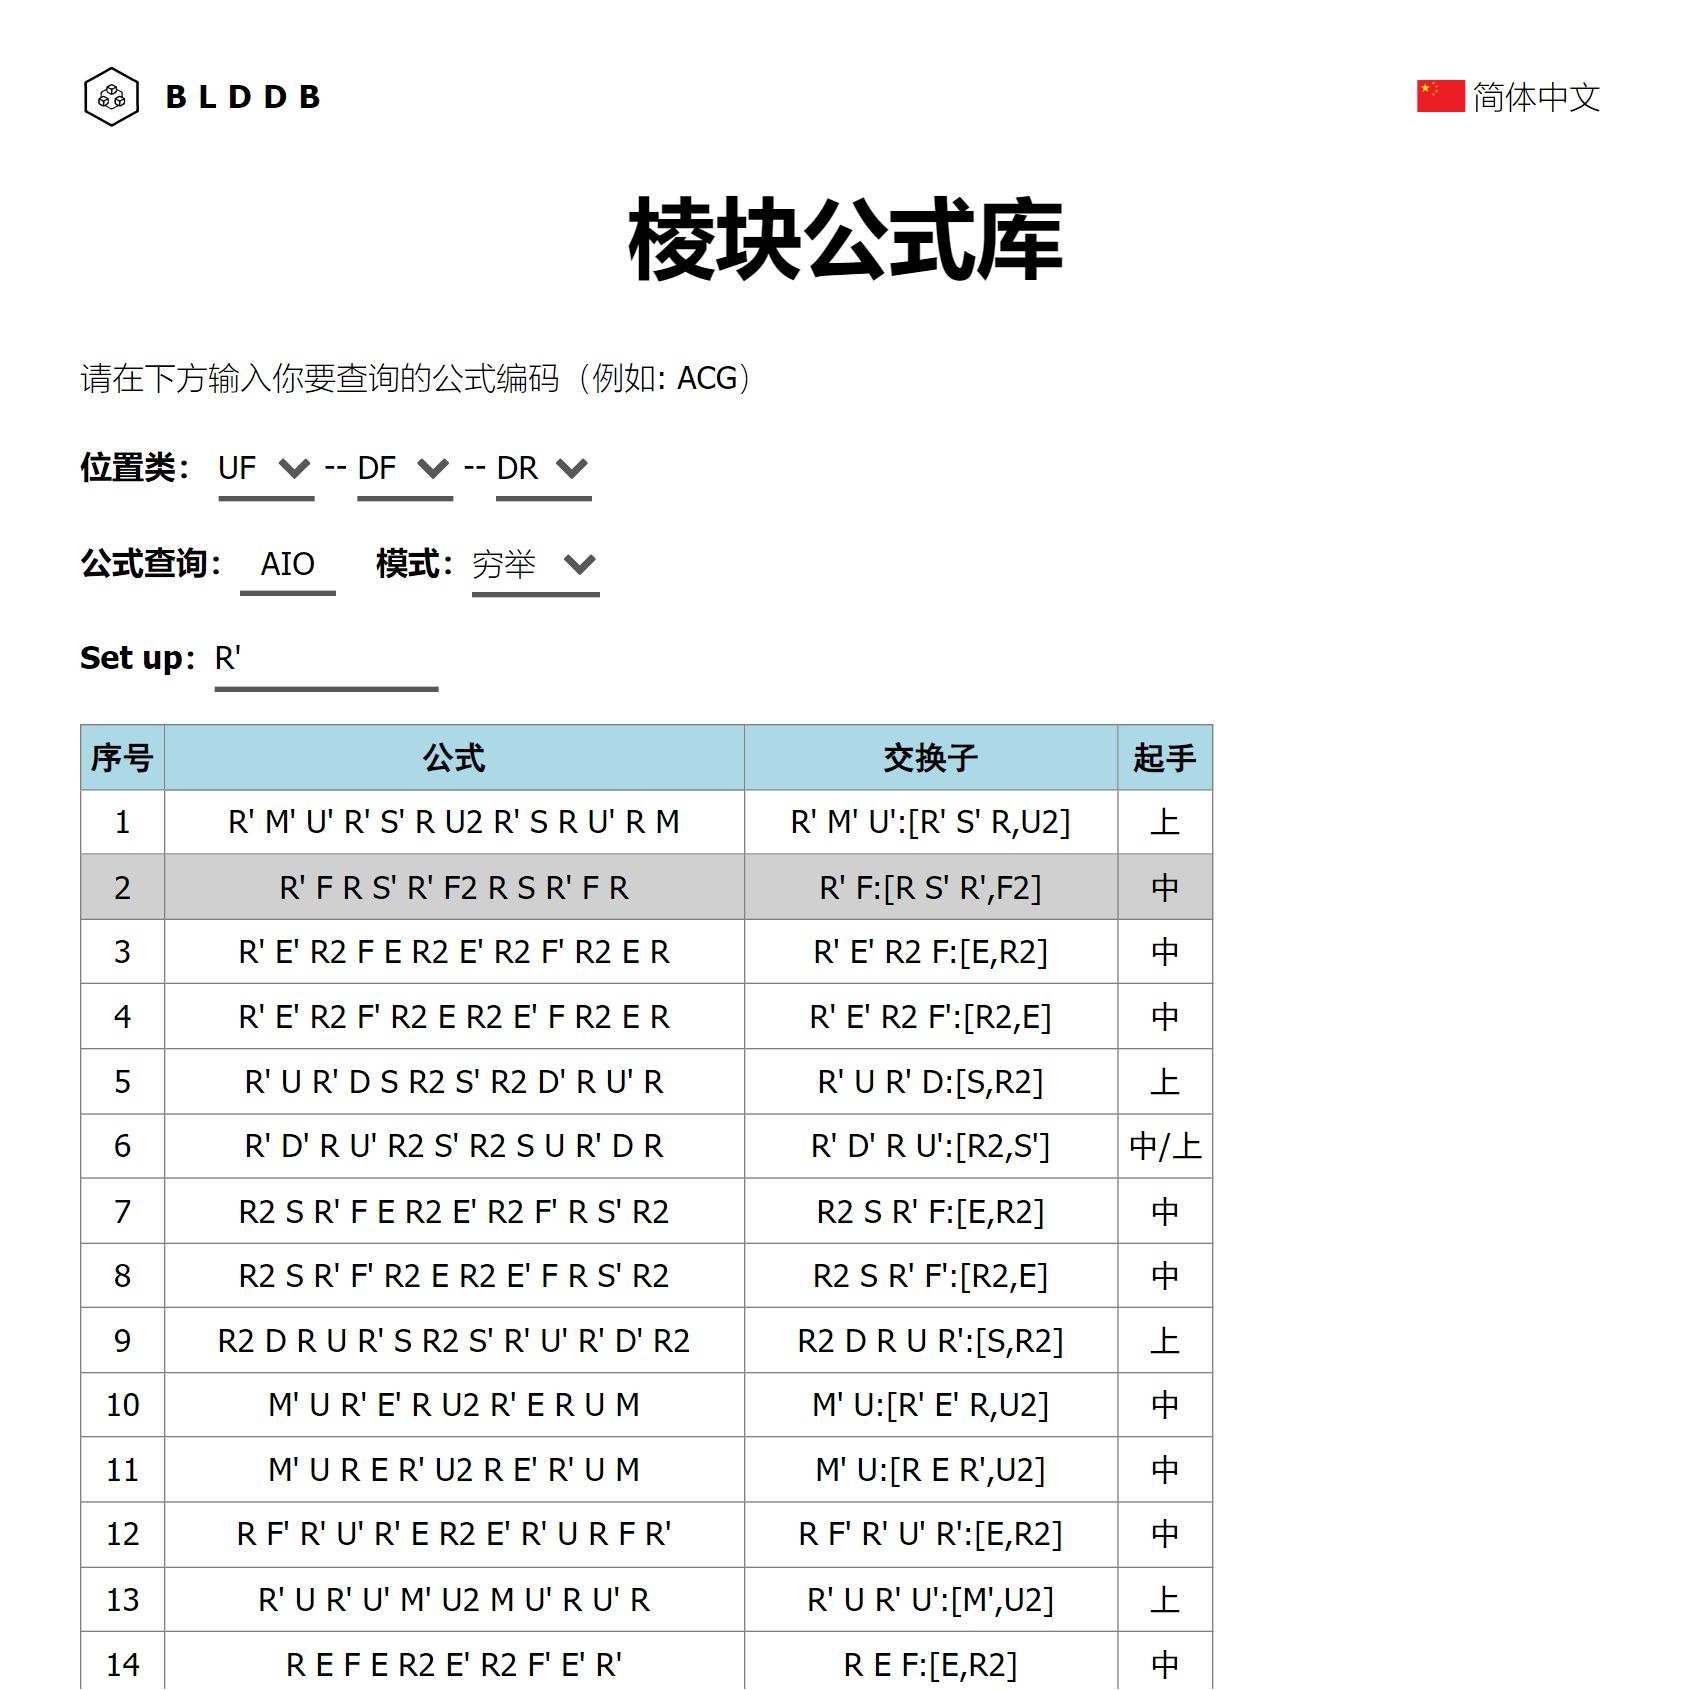 BLDDB
简体中文
棱块公式库
请在下方输入你要查询的公式编码（例如: ACG）
位置类： UF -- DF -- DR
公式查询： AIO 模式： 穷举
Set up： R'
序号 公式 交换子 起手
1 R' M' U' R' S' R U2 R' S R U' R M R' M' U':[R' S' R,U2] 上
2 R' F R S' R' F2 R S R' F R R' F:[R S' R',F2] 中
3 R' E' R2 F E R2 E' R2 F' R2 E R R' E' R2 F:[E,R2] 中
4 R' E' R2 F' R2 E R2 E' F R2 E R R' E' R2 F':[R2,E] 中
5 R' U R' D S R2 S' R2 D' R U' R R' U R' D:[S,R2] 上
6 R' D' R U' R2 S' R2 S U R' D R R' D' R U':[R2,S'] 中/上
7 R2 S R' F E R2 E' R2 F' R S' R2 R2 S R' F:[E,R2] 中
8 R2 S R' F' R2 E R2 E' F R S' R2 R2 S R' F':[R2,E] 中
9 R2 D R U R' S R2 S' R' U' R' D' R2 R2 D R U R':[S,R2] 上
10 M' U R' E' R U2 R' E R U M M' U:[R' E' R,U2] 中
11 M' U R E R' U2 R E' R' U M M' U:[R E R',U2] 中
12 R F' R' U' R' E R2 E' R' U R F R' R F' R' U' R':[E,R2] 中
13 R' U R' U' M' U2 M U' R U' R R' U R' U':[M',U2] 上
14 R E F E R2 E' R2 F' E' R' R E F:[E,R2] 中